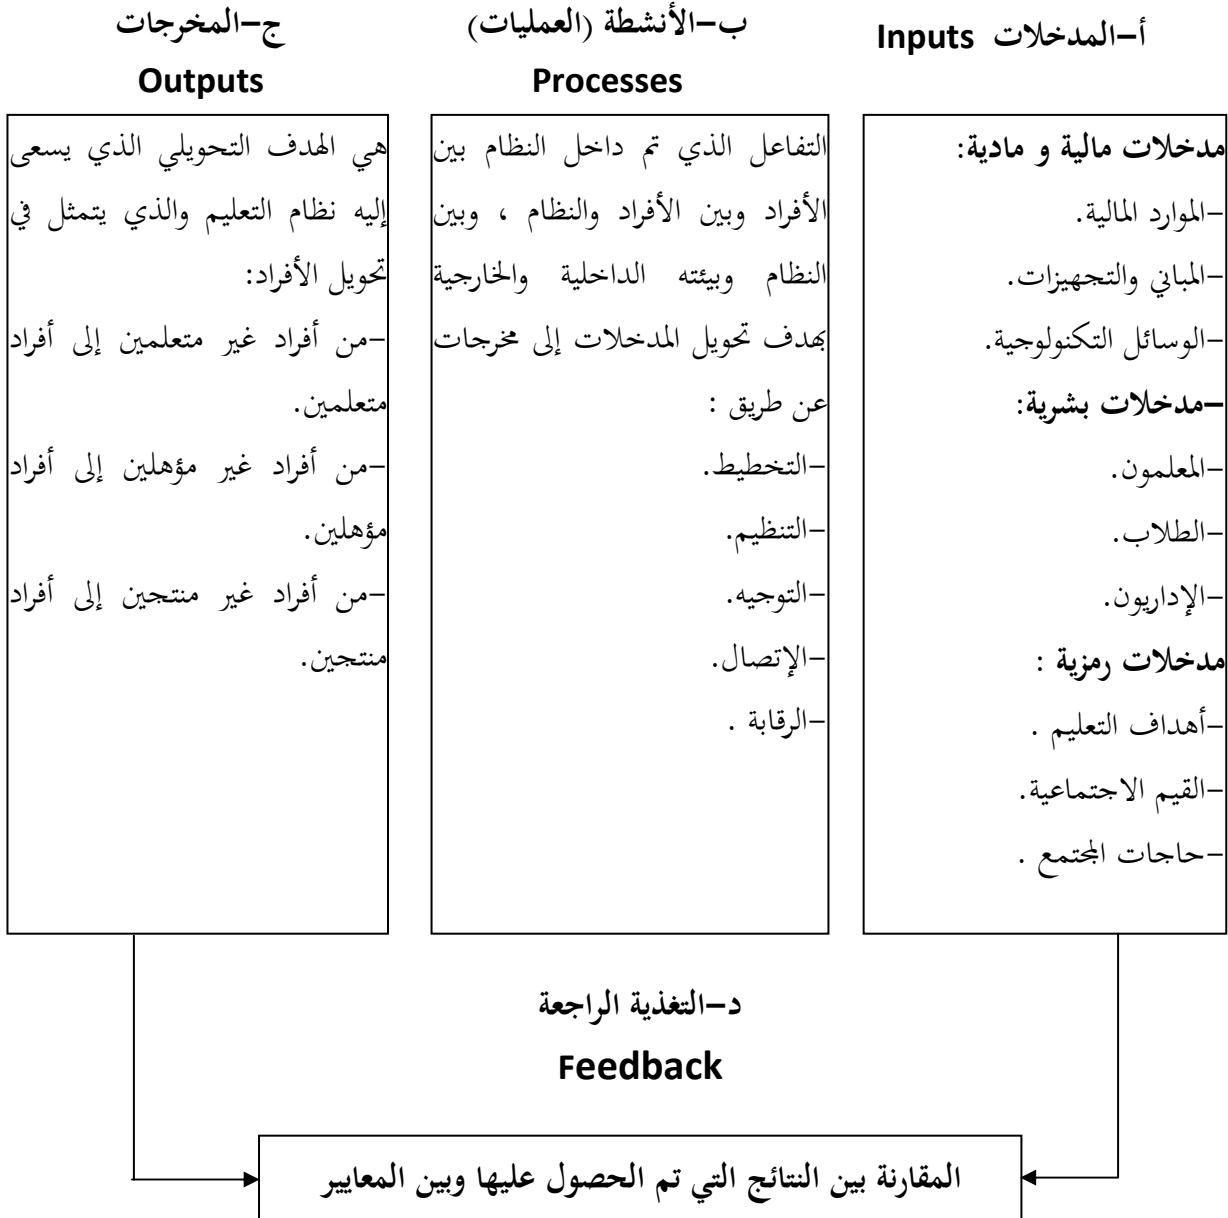 أ–المدخلات Inputs
مدخلات مالية و مادية:
–الموارد المالية.
–المباني والتجهيزات.
–الوسائل التكنولوجية.
–مدخلات بشرية:
–المعلمون.
–الطلاب.
–الإداريون.
مدخلات رمزية :
–أهداف التعليم .
–القيم الاجتماعية.
–حاجات المجتمع .
ب–الأنشطة (العمليات)
Processes
التفاعل الذي تم داخل النظام بين
الأفراد وبين الأفراد والنظام ، وبين
النظام وبيئته الداخلية والخارجية
بهدف تحويل المدخلات إلى مخرجات
عن طريق :
–التخطيط.
–التنظيم.
–التوجيه.
–الإتصال.
–الرقابة .
ج–المخرجات
Outputs
هي الهدف التحويلي الذي يسعى
إليه نظام التعليم والذي يتمثل في
تحويل الأفراد:
–من أفراد غير متعلمين إلى أفراد
متعلمين.
–من أفراد غير مؤهلين إلى أفراد
مؤهلين.
–من أفراد غير منتجين إلى أفراد
منتجين.
د–التغذية الراجعة
Feedback
المقارنة بين النتائج التي تم الحصول عليها وبين المعايير